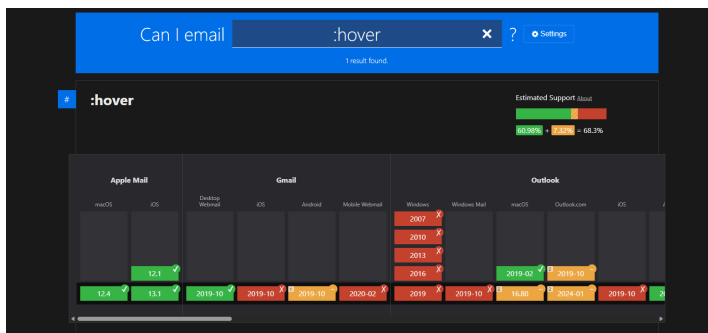 Can I email :hover × ? Settings
1 result found.
# :hover
Estimated Support About
60.98% + 7.32% = 68.3%
Apple Mail Gmail Outlook
macOS iOS Desktop Webmail iOS Android Mobile Webmail Windows Windows Mail macOS Outlook.com iOS
2007
2010
2013
12.1 2016 2019-02 2019-10
12.4 13.1 2019-10 2019-10 2019-10 2020-02 2019 2019-10 16.80 2024-01 2019-10